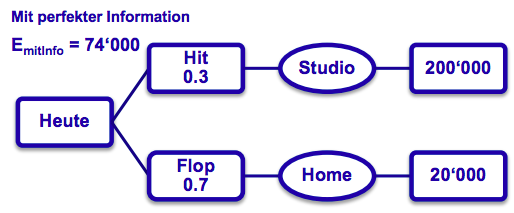 Mit perfekter Information
EmitInfo = 74‘000
Hit
0.3
Studio
200‘000
Heute
Flop
0.7
Home
20‘000